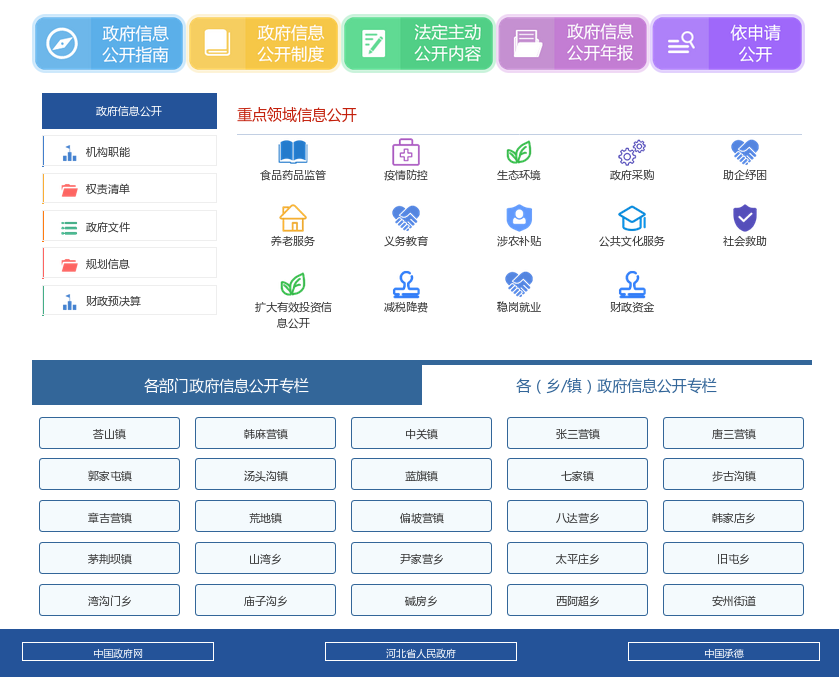 政府信息
公开指南
政府信息
公开制度
法定主动
公开内容
政府信息
公开年报
依申请
公开
政府信息公开
机构职能
权责清单
政府文件
规划信息
财政预决算
重点领域信息公开
食品药品监管
疫情防控
生态环境
政府采购
助企纾困
养老服务
义务教育
涉农补贴
公共文化服务
社会救助
扩大有效投资信
息公开
减税降费
稳岗就业
财政资金
各部门政府信息公开专栏
各（乡/镇）政府信息公开专栏
荅山镇
韩麻营镇
中关镇
张三营镇
唐三营镇
郭家屯镇
汤头沟镇
蓝旗镇
七家镇
步古沟镇
章吉营镇
荒地镇
偏坡营镇
八达营乡
韩家店乡
茅荆坝镇
山湾乡
尹家营乡
太平庄乡
旧屯乡
湾沟门乡
庙子沟乡
碱房乡
西阿超乡
安州街道
中国政府网
河北省人民政府
中国承德